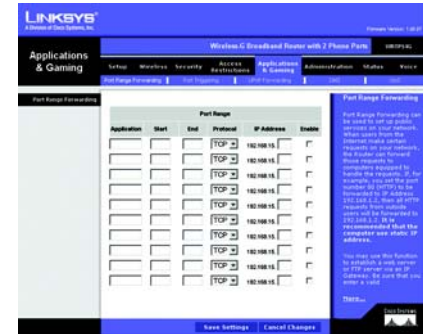 LINKSYS®
A Division of Cisco Systems, Inc.
Firmware Version: 1.00.01
Applications & Gaming
Wireless-G Broadband Router with 2 Phone Ports
Setup Wireless Security Access Restrictions Applications & Gaming Administration Status Voice
Port Range Forwarding Port Triggering UPnP Forwarding DMZ QoS
Port Range Forwarding
Port Range
Application Start End Protocol IP Address Enable
TCP 192.168.15.
TCP 192.168.15.
TCP 192.168.15.
TCP 192.168.15.
TCP 192.168.15.
TCP 192.168.15.
TCP 192.168.15.
TCP 192.168.15.
TCP 192.168.15.
TCP 192.168.15.
Port Range Forwarding
Port Range Forwarding can
be used to set up public
services on your network.
When users from the
Internet make certain
requests on your network,
the Router can forward
those requests to
computers equipped to
handle the requests. If, for
example, you set the port
number 80 (HTTP) to be
forwarded to IP Address
192.168.1.2, then all HTTP
requests from outside
users will be forwarded to
192.168.1.2. It is
recommended that the
computer use static IP
address.
You may use this function
to establish a web server
or FTP server via an IP
Gateway. Be sure that you
enter a valid
More...
Save Settings Cancel Changes
Cisco Systems